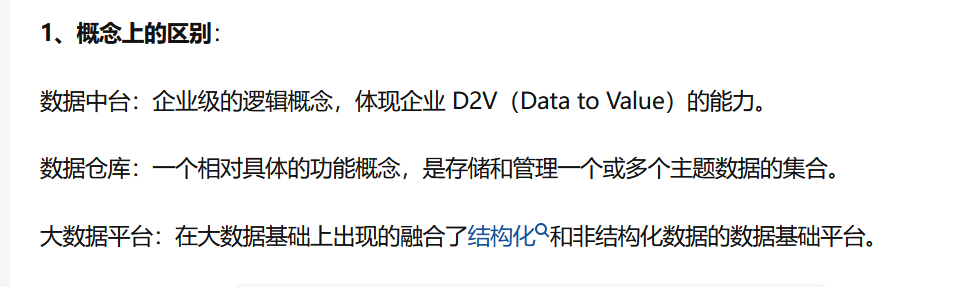 1、概念上的区别：
数据中台：企业级的逻辑概念，体现企业 D2V（Data to Value）的能力。
数据仓库：一个相对具体的功能概念，是存储和管理一个或多个主题数据的集合。
大数据平台：在大数据基础上出现的融合了结构化和非结构化数据的数据基础平台。